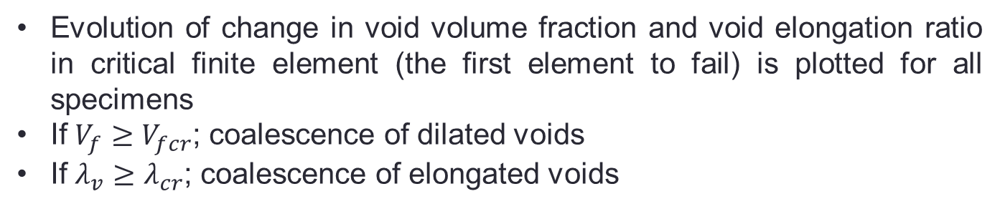 • Evolution of change in void volume fraction and void elongation ratio
in critical finite element (the first element to fail) is plotted for all
specimens
• If $V_f \geq V_{fcr}$; coalescence of dilated voids
• If $\lambda_v \geq \lambda_{cr}$; coalescence of elongated voids